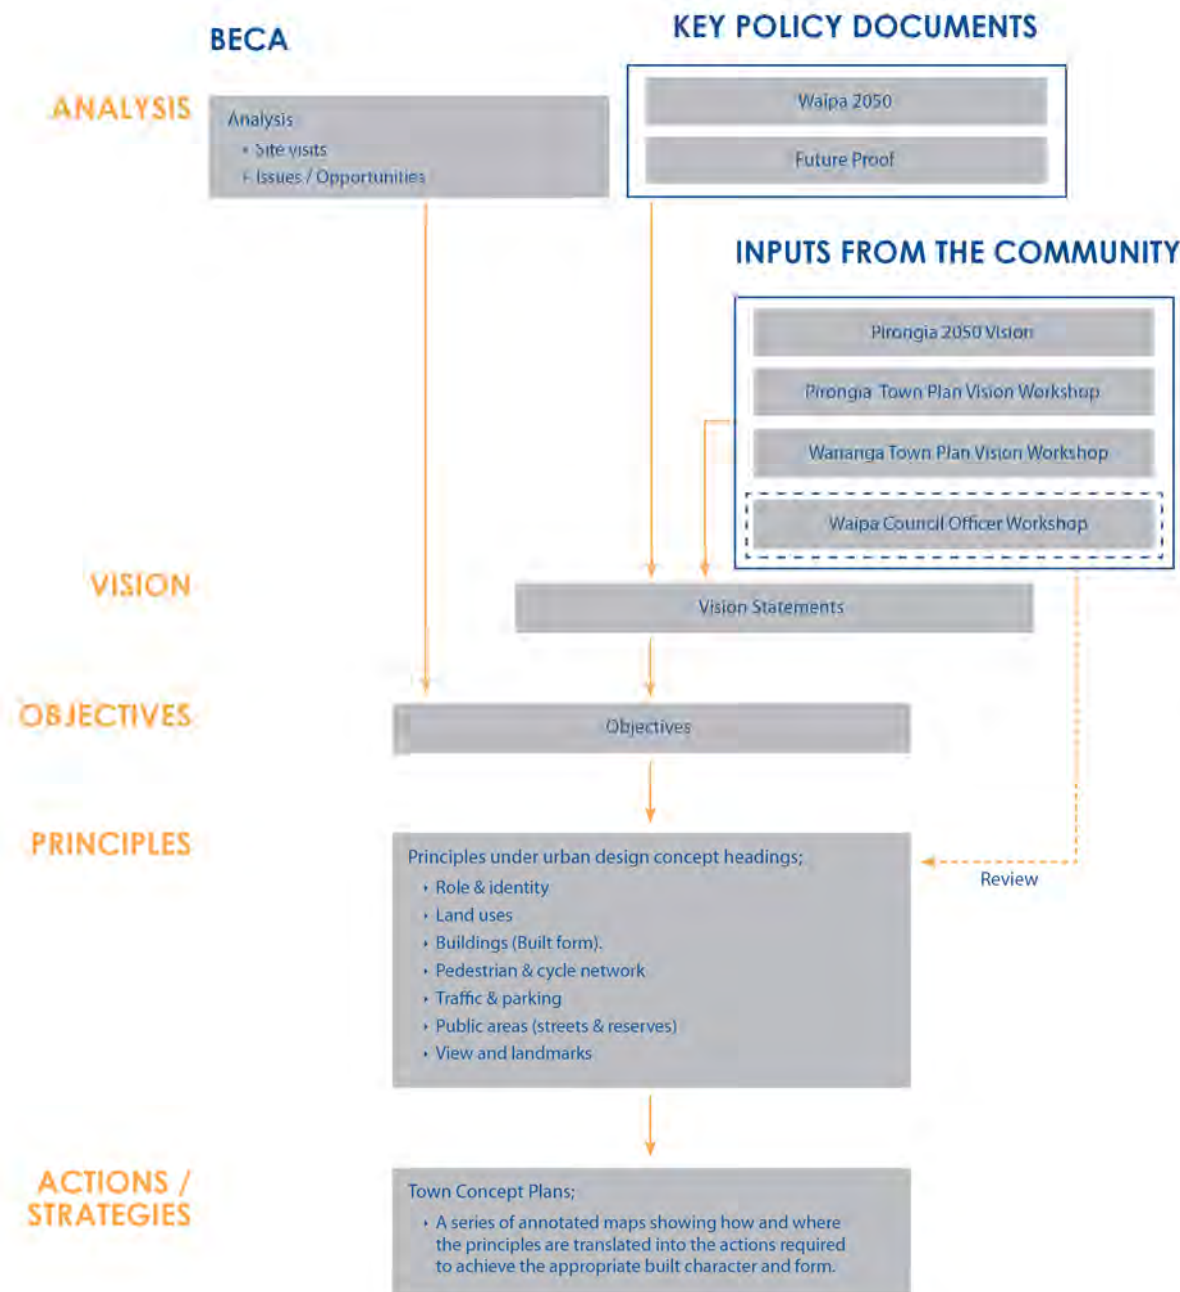 BECA
KEY POLICY DOCUMENTS
ANALYSIS
Analysis
• Site visits
• Issues / Opportunities
Waipa 2050
Future Proof
INPUTS FROM THE COMMUNITY
Pirongia 2050 Vision
Pirongia Town Plan Vision Workshop
Wananga Town Plan Vision Workshop
Waipa Council Officer Workshop
VISION
Vision Statements
OBJECTIVES
Objectives
PRINCIPLES
Principles under urban design concept headings;
• Role & identity
• Land uses
• Buildings (Built form).
• Pedestrian & cycle network
• Traffic & parking
• Public areas (streets & reserves)
• View and landmarks
Review
ACTIONS /
STRATEGIES
Town Concept Plans;
• A series of annotated maps showing how and where
the principles are translated into the actions required
to achieve the appropriate built character and form.